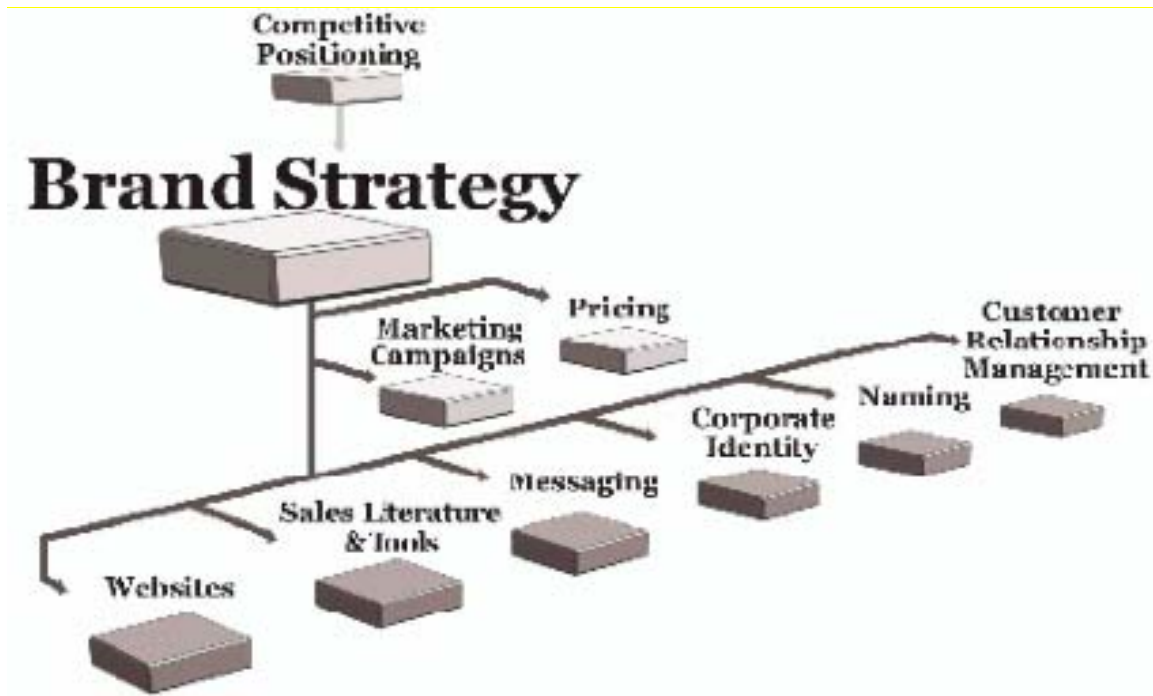 Competitive
Positioning
Brand Strategy
Pricing
Marketing
Campaigns
Customer
Relationship
Management
Naming
Corporate
Identity
Messaging
Sales Literature
& Tools
Websites